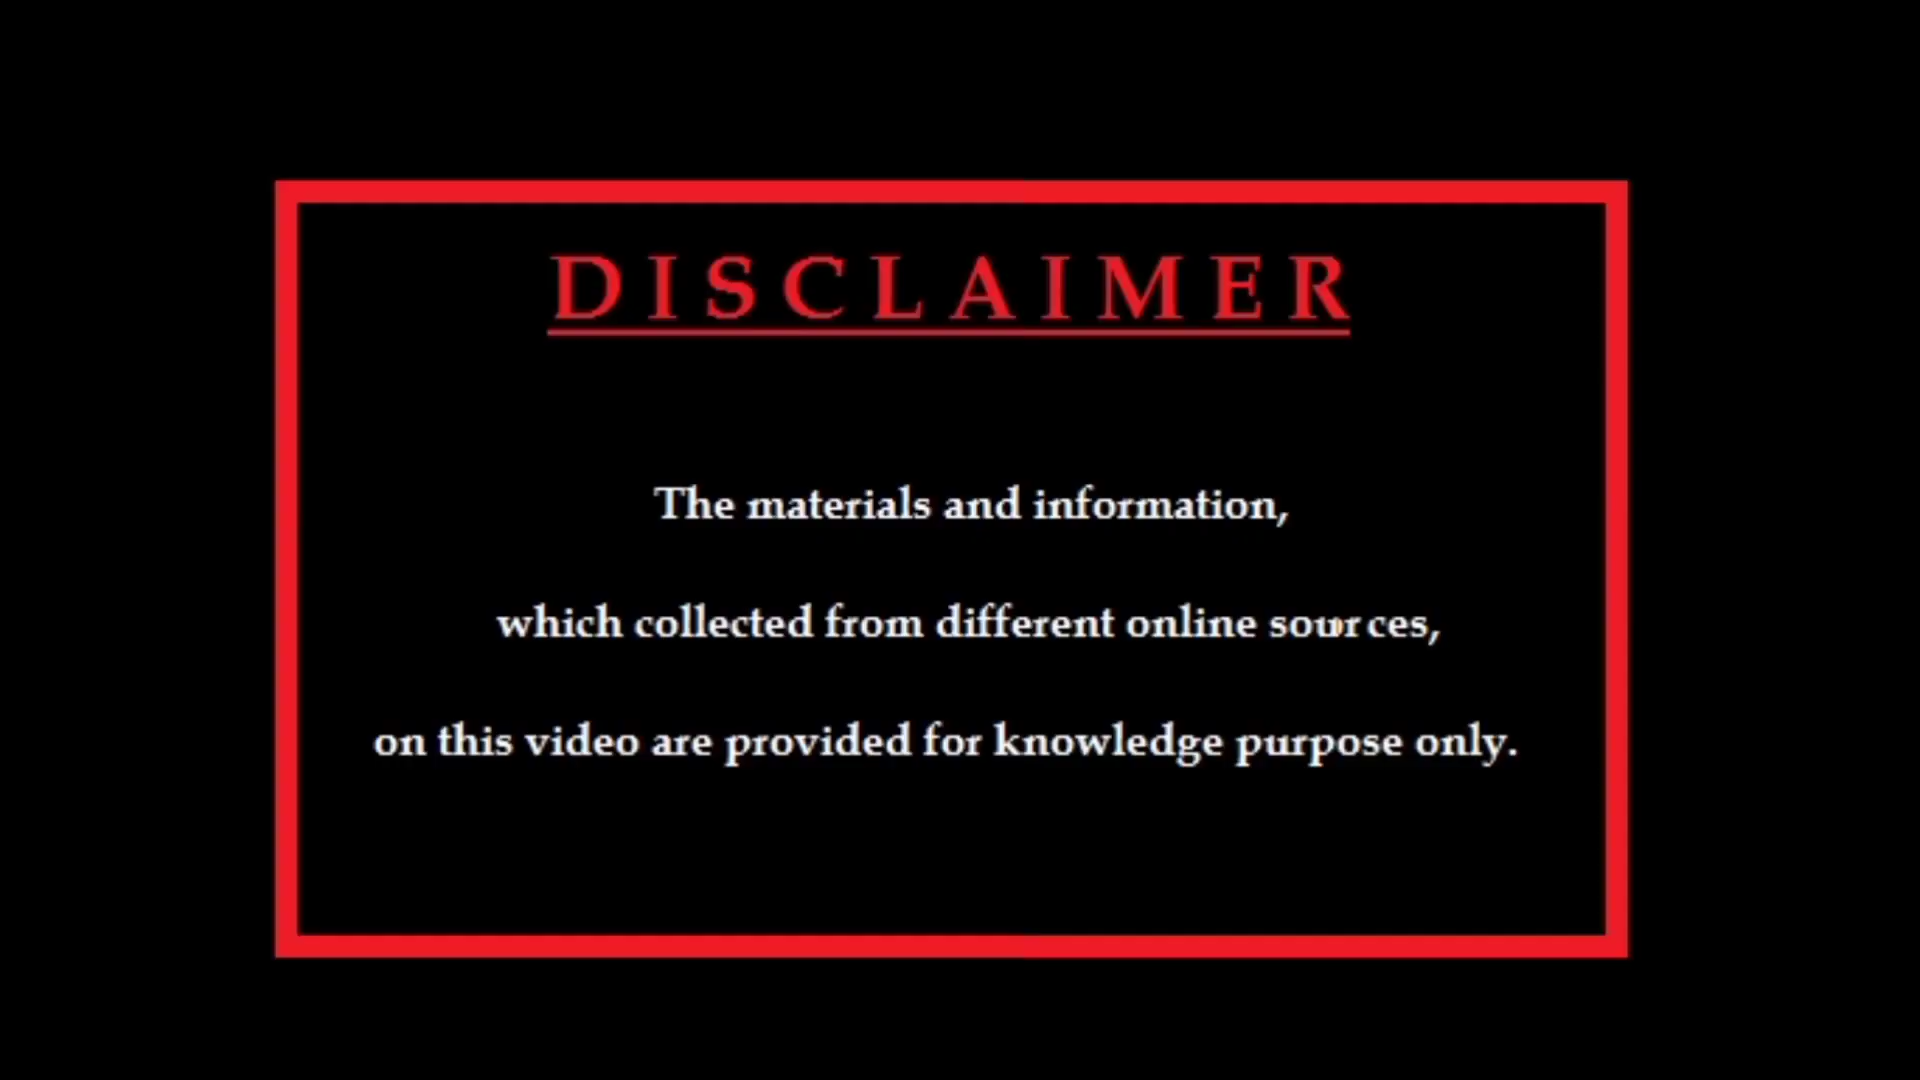 DISCLAIMER
The materials and information,
which collected from different online sources,
on this video are provided for knowledge purpose only.